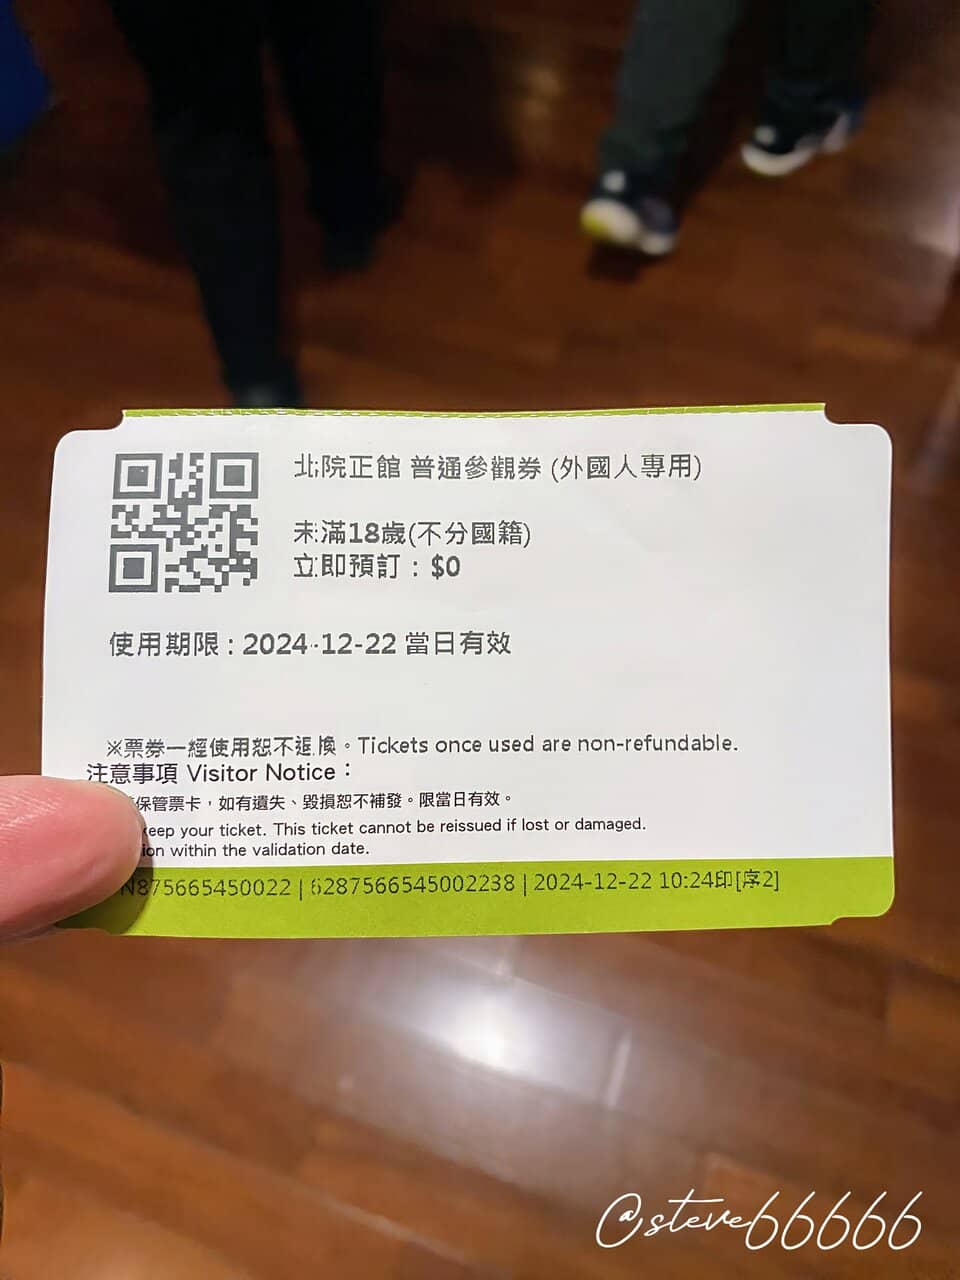 北院正館 普通參觀券 (外國人專用)
未滿18歲(不分國籍)
立即預訂：$0
使用期限：2024-12-22 當日有效
※票券一經使用恕不退換。Tickets once used are non-refundable.
注意事項 Visitor Notice：
保管票卡，如有遺失、毀損恕不補發。限當日有效。
keep your ticket. This ticket cannot be reissued if lost or damaged.
ion within the validation date.
N875665450022 | 6287566545002238 | 2024-12-22 10:24印[序2]
@steve66666